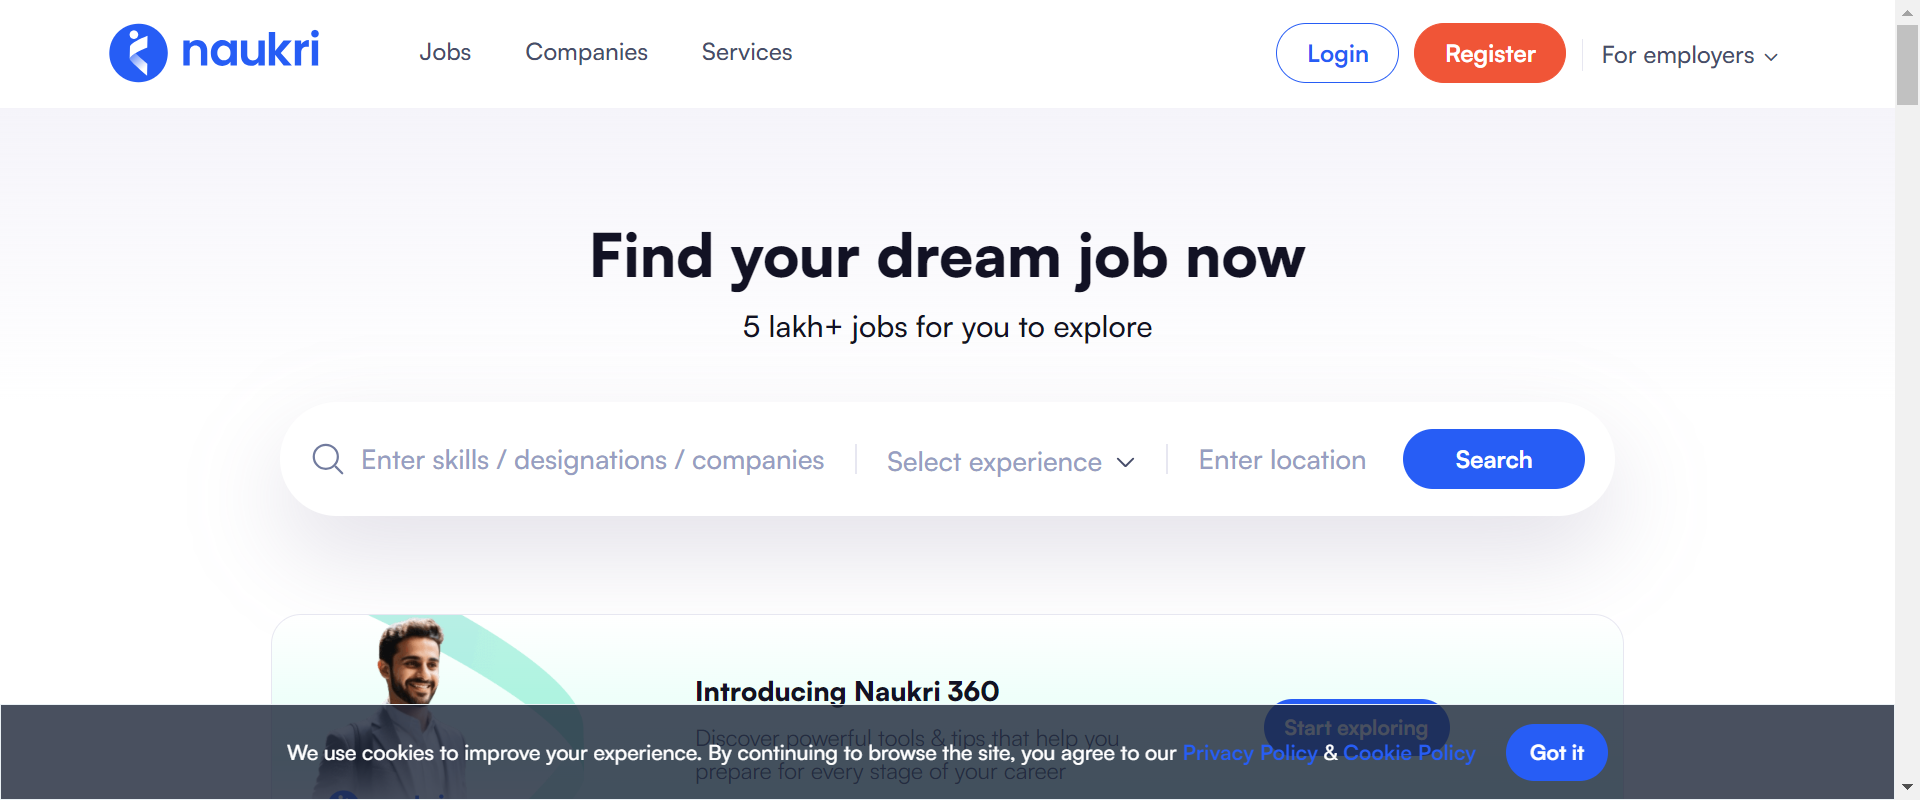 naukri
Jobs
Companies
Services
Login
Register
For employers
Find your dream job now
5 lakh+ jobs for you to explore
Enter skills / designations / companies
Select experience
Enter location
Search
Introducing Naukri 360
Discover powerful tools & tips that help you
prepare for every stage of your career
Start exploring
We use cookies to improve your experience. By continuing to browse the site, you agree to our Privacy Policy & Cookie Policy
Got it